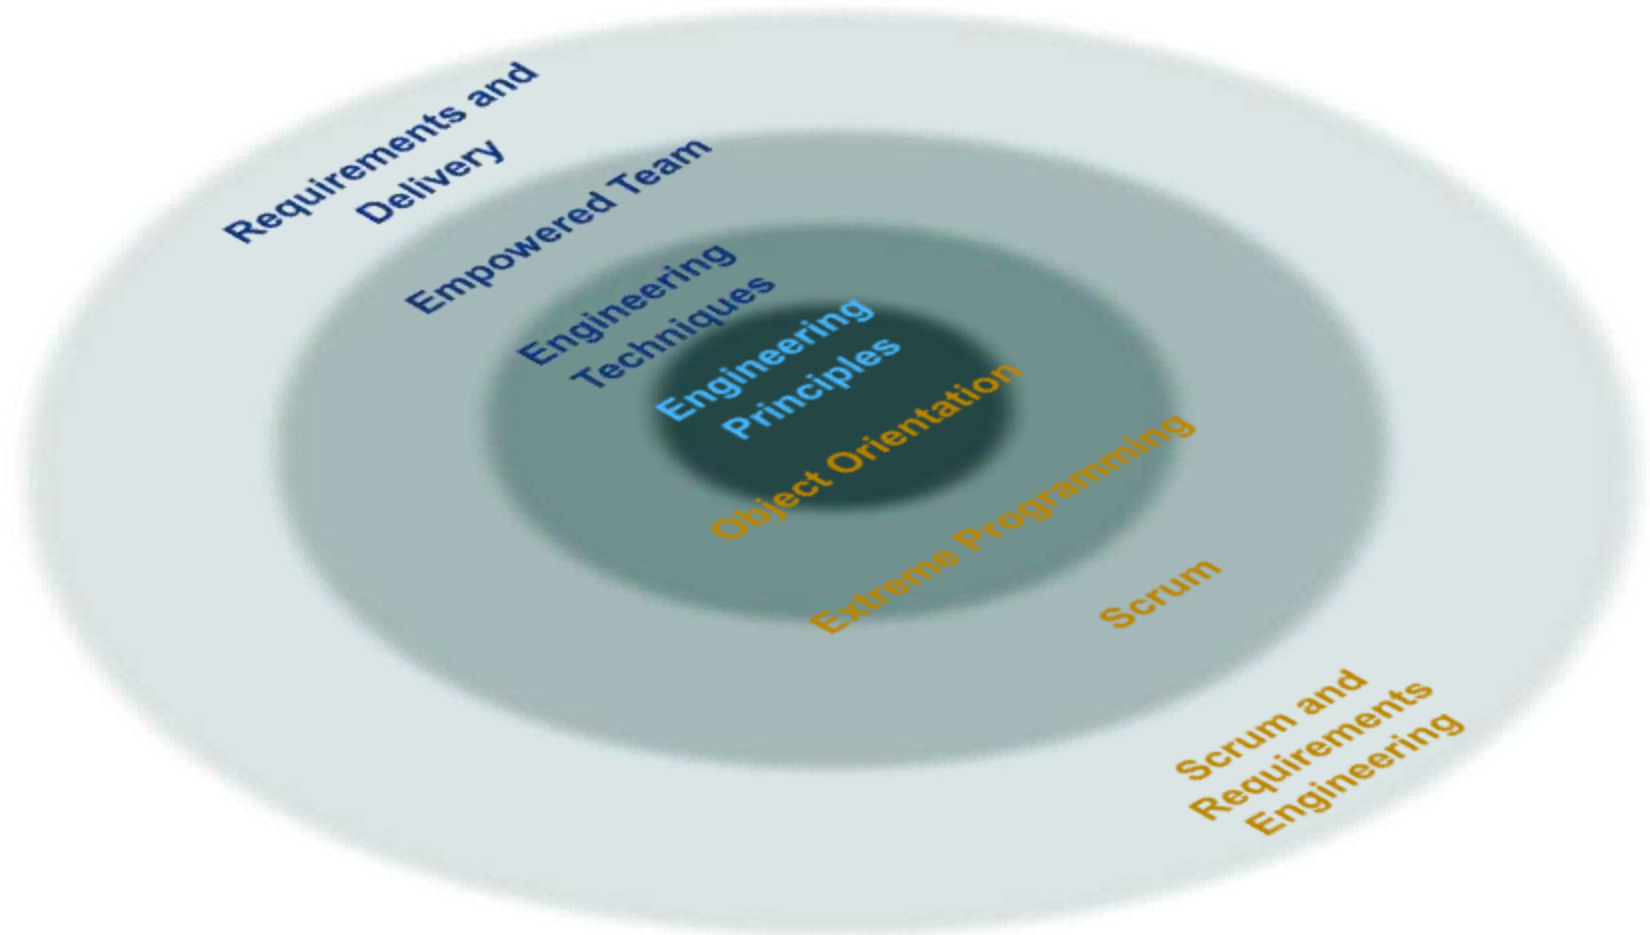 Requirements and
Delivery
Empowered Team
Engineering
Techniques
Engineering
Principles
Object Orientation
Extreme Programming
Scrum
Scrum and
Requirements
Engineering